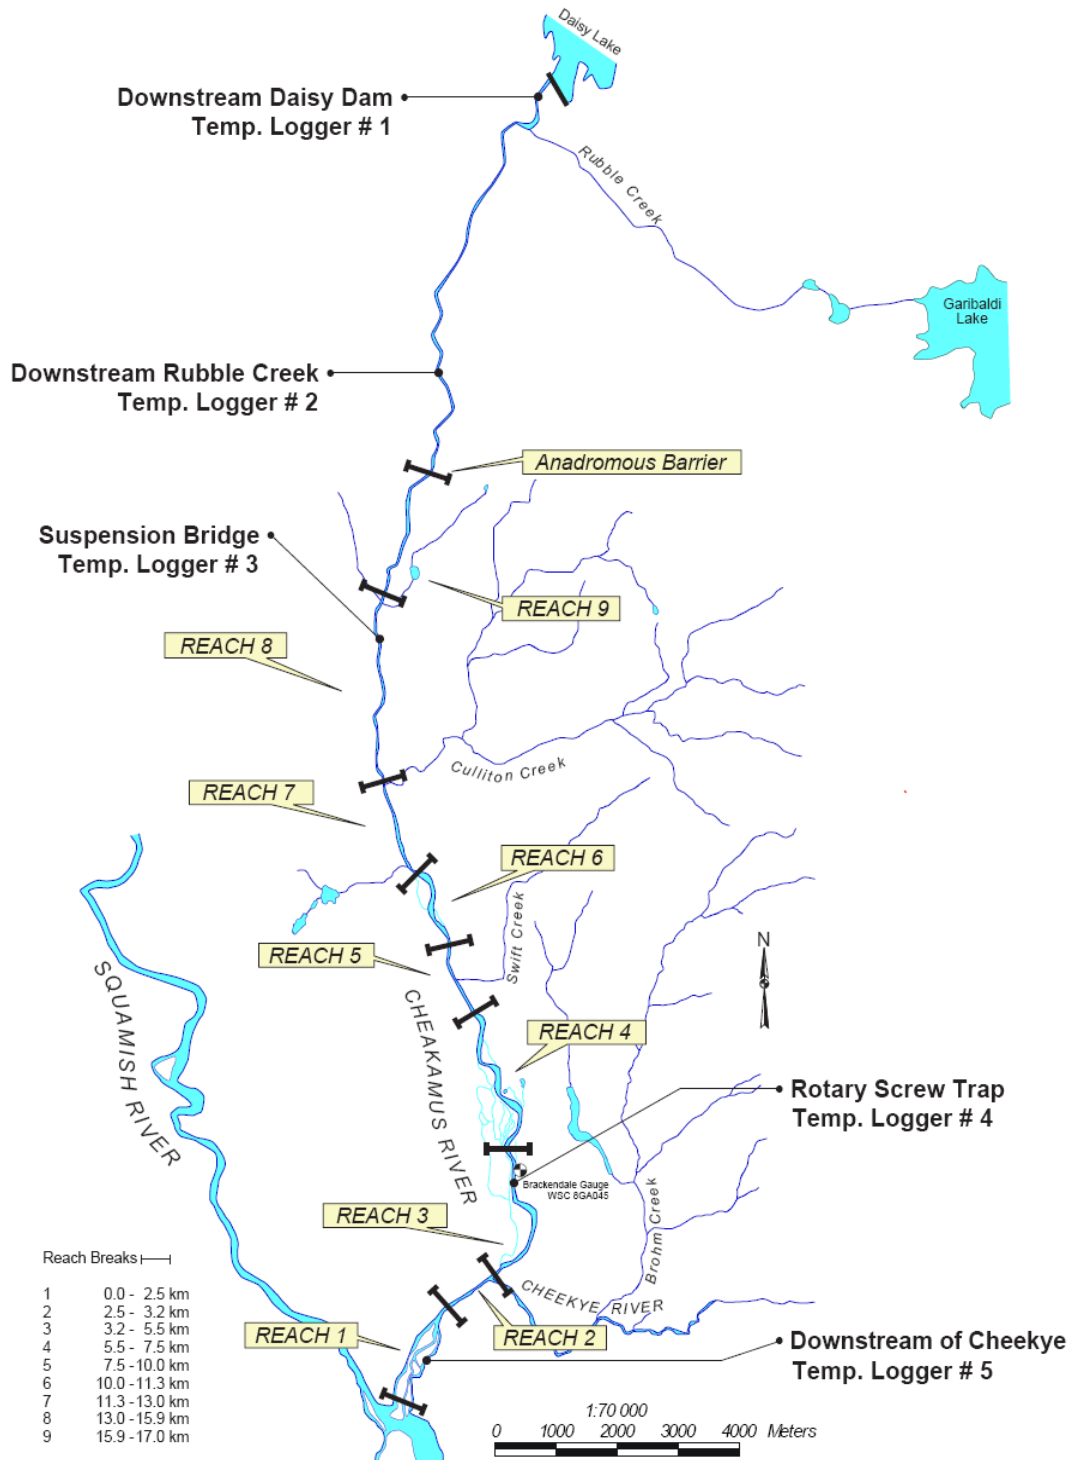 Daisy Lake
Downstream Daisy Dam
Temp. Logger # 1
Rubble Creek
Garibaldi
Lake
Downstream Rubble Creek
Temp. Logger # 2
Anadromous Barrier
Suspension Bridge
Temp. Logger # 3
REACH 9
REACH 8
Culliton Creek
REACH 7
REACH 6
Swift Creek
REACH 5
N
SQUAMISH RIVER
CHEAKAMUS RIVER
REACH 4
Rotary Screw Trap
Temp. Logger # 4
Brackendale Gauge
WSC 8GA045
Brohm Creek
REACH 3
CHEEKYE RIVER
REACH 1
REACH 2
Downstream of Cheekye
Temp. Logger # 5
Reach Breaks
1 0.0 - 2.5 km
2 2.5 - 3.2 km
3 3.2 - 5.5 km
4 5.5 - 7.5 km
5 7.5 - 10.0 km
6 10.0 - 11.3 km
7 11.3 - 13.0 km
8 13.0 - 15.9 km
9 15.9 - 17.0 km
1:70 000
0 1000 2000 3000 4000 Meters